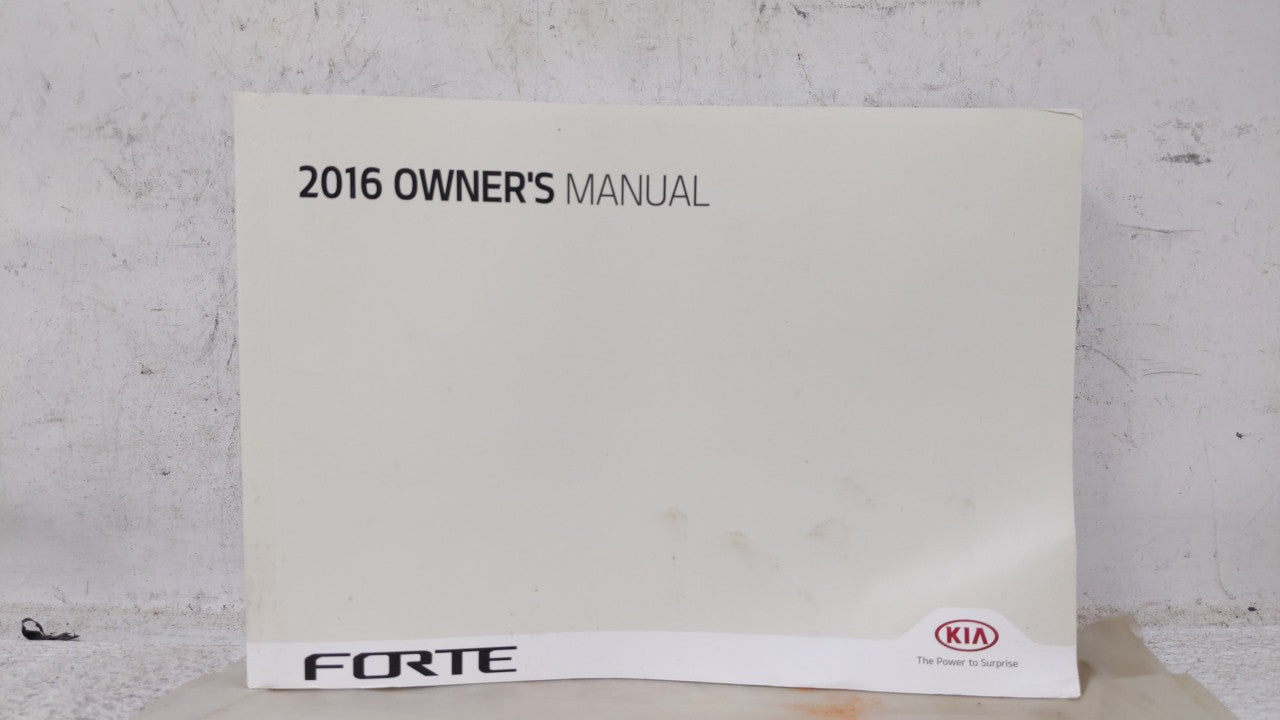 2016 OWNER'S MANUAL
FORTE
KIA
The Power to Surprise